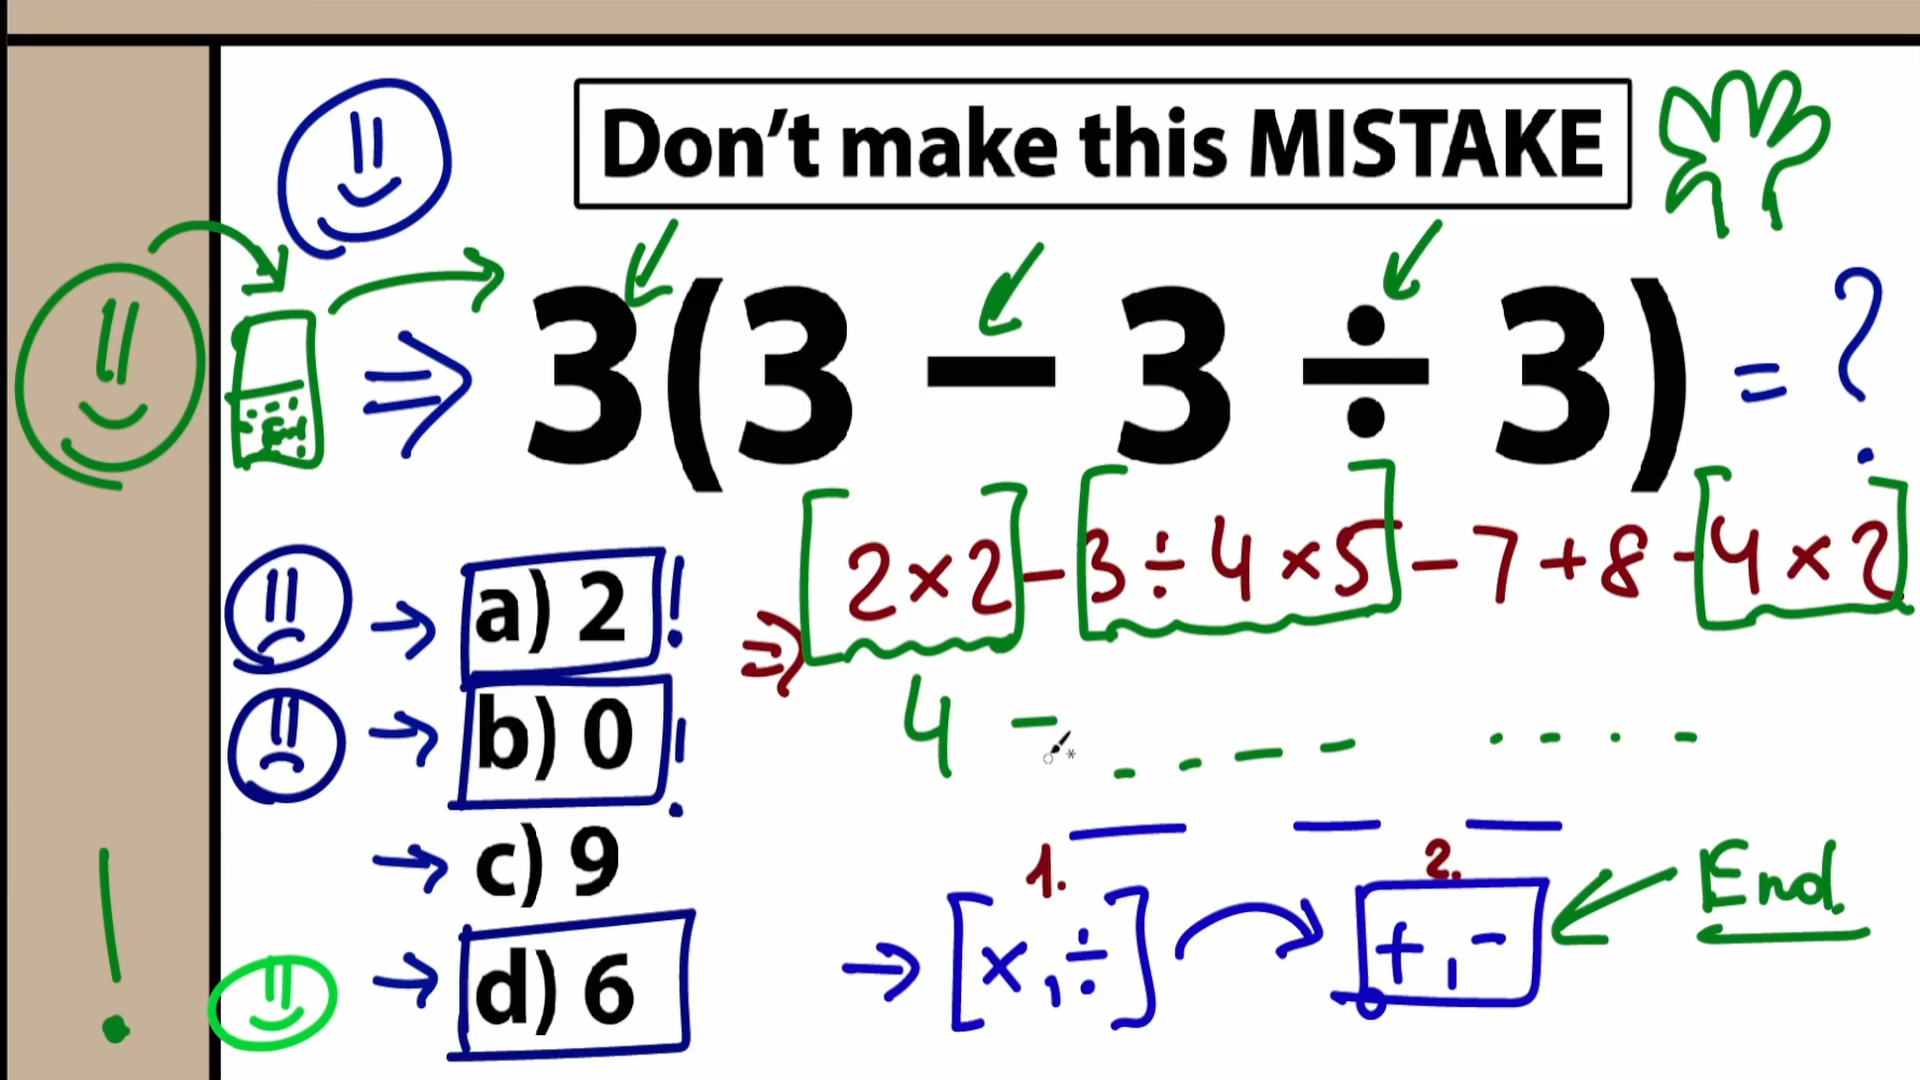 Don't make this MISTAKE
⇒ 3(3 − 3 ÷ 3) = ?
⇒ [2 × 2] − [3 ÷ 4 × 5] − 7 + 8 − [4 × 2]
4 −
→ a) 2 !
→ b) 0 !
→ c) 9
→ d) 6
!
1. 2.
→ [×, ÷] +, − End.